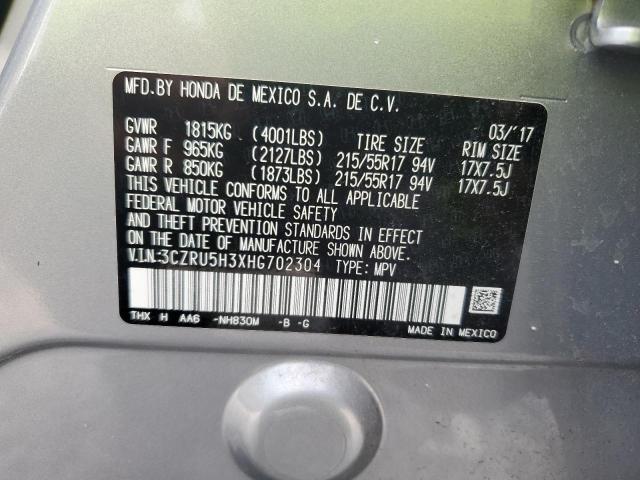 MFD. BY HONDA DE MEXICO S.A. DE C.V.
03/'17
GVWR 1815KG (4001LBS) TIRE SIZE RIM SIZE
GAWR F 965KG (2127LBS) 215/55R17 94V 17X7.5J
GAWR R 850KG (1873LBS) 215/55R17 94V 17X7.5J
THIS VEHICLE CONFORMS TO ALL APPLICABLE
FEDERAL MOTOR VEHICLE SAFETY
AND THEFT PREVENTION STANDARDS IN EFFECT
ON THE DATE OF MANUFACTURE SHOWN ABOVE.
V.I.N:3CZRU5H3XHG702304 TYPE: MPV
THX H AA6 -NH830M -B -G
MADE IN MEXICO